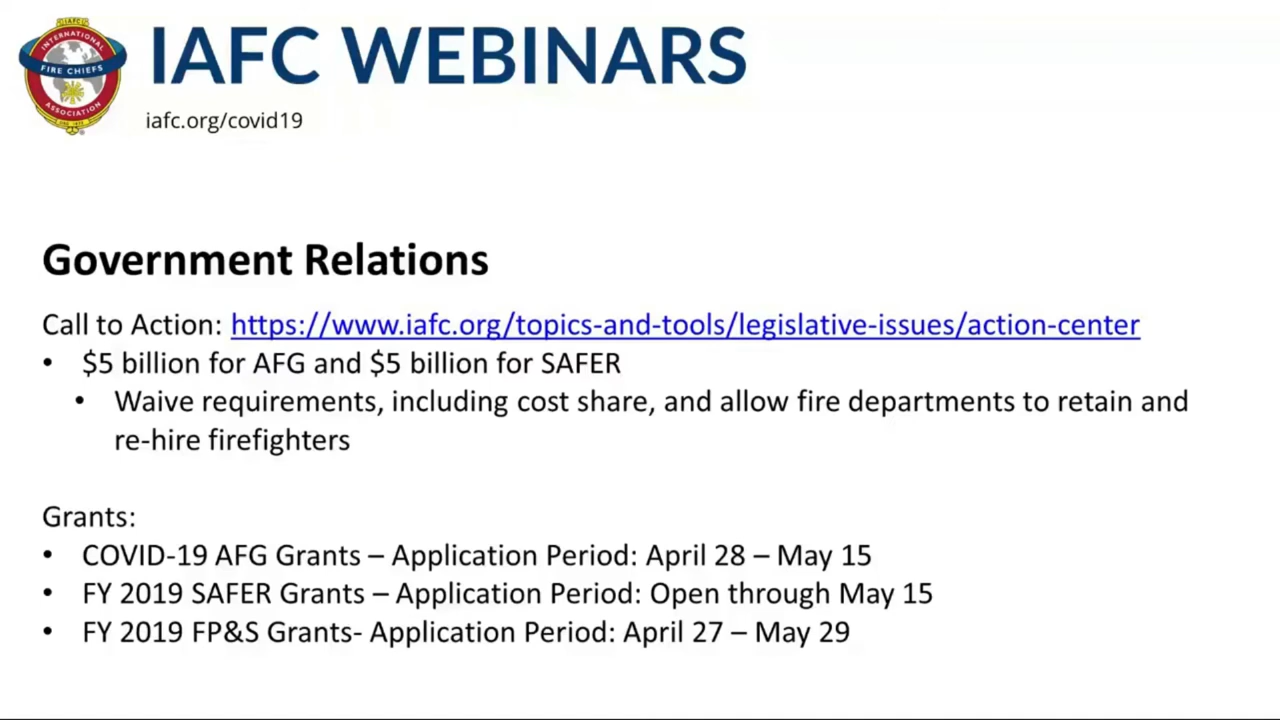 INTERNATIONAL
FIRE CHIEFS
ASSOCIATION
IAFC WEBINARS
iafc.org/covid19
Government Relations
Call to Action: https://www.iafc.org/topics-and-tools/legislative-issues/action-center
• $5 billion for AFG and $5 billion for SAFER
• Waive requirements, including cost share, and allow fire departments to retain and
re-hire firefighters
Grants:
• COVID-19 AFG Grants – Application Period: April 28 – May 15
• FY 2019 SAFER Grants – Application Period: Open through May 15
• FY 2019 FP&S Grants- Application Period: April 27 – May 29